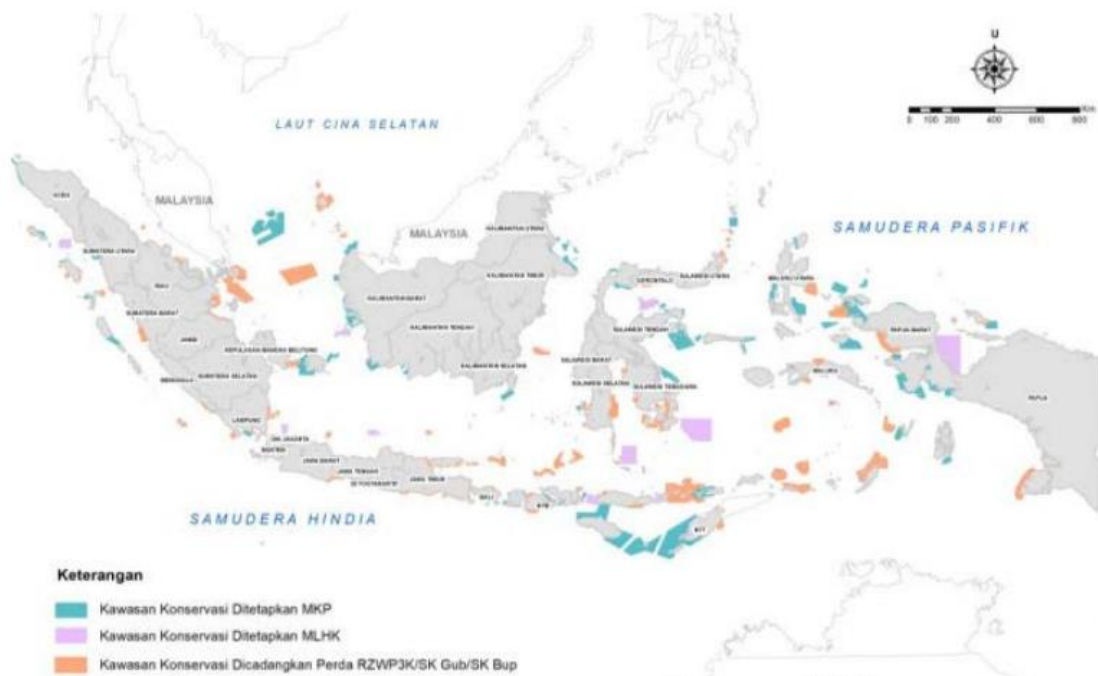 U
Km
0 100 200 400 600 800
LAUT CINA SELATAN
MALAYSIA
ACEH
MALAYSIA
SUMATERA UTARA
KALIMANTAN UTARA
SAMUDERA PASIFIK
RIAU
KALIMANTAN TIMUR
GORONTALO
SULAWESI UTARA
MALUKU UTARA
KALIMANTAN BARAT
SUMATERA BARAT
KALIMANTAN TENGAH
SULAWESI TENGAH
PAPUA BARAT
JAMBI
KEPULAUAN BANGKA BELITUNG
SULAWESI BARAT
BENGKULU
SUMATERA SELATAN
KALIMANTAN SELATAN
SULAWESI SELATAN
SULAWESI TENGGARA
MALUKU
PAPUA
LAMPUNG
DKI JAKARTA
BANTEN
JAWA BARAT
JAWA TENGAH
DI YOGYAKARTA
JAWA TIMUR
BALI
NTB
NTT
SAMUDERA HINDIA
Keterangan
Kawasan Konservasi Ditetapkan MKP
Kawasan Konservasi Ditetapkan MLHK
Kawasan Konservasi Dicadangkan Perda RZWP3K/SK Gub/SK Bup